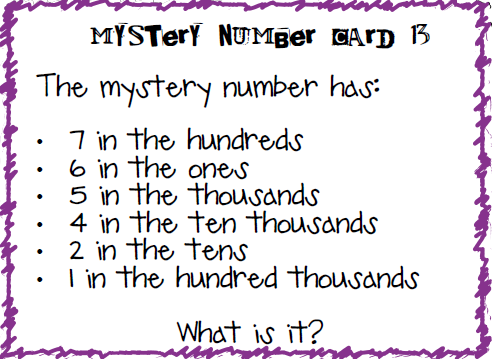 Mystery Number Card 13
The mystery number has:
• 7 in the hundreds
• 6 in the ones
• 5 in the thousands
• 4 in the ten thousands
• 2 in the tens
• 1 in the hundred thousands
What is it?